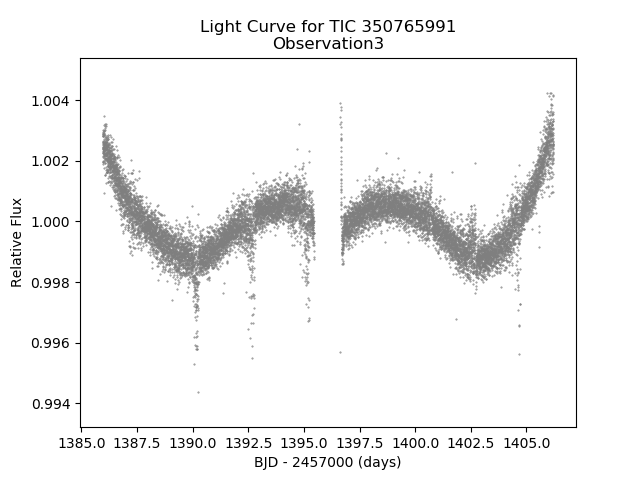 Light Curve for TIC 350765991
Observation3
1.004
1.002
1.000
0.998
0.996
0.994
Relative Flux
1385.0 1387.5 1390.0 1392.5 1395.0 1397.5 1400.0 1402.5 1405.0
BJD - 2457000 (days)